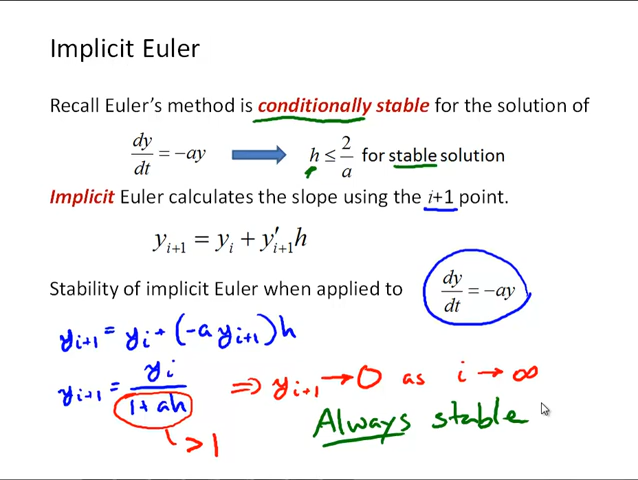 Implicit Euler
Recall Euler's method is conditionally stable for the solution of
dy/dt = -ay h ≤ 2/a for stable solution
Implicit Euler calculates the slope using the i+1 point.
y_{i+1} = y_i + y′_{i+1}h
Stability of implicit Euler when applied to dy/dt = -ay
y_{i+1} = y_i + (-a y_{i+1})h
y_{i+1} = y_i / (1 + ah) ⇒ y_{i+1} → 0 as i → ∞
> 1
Always stable